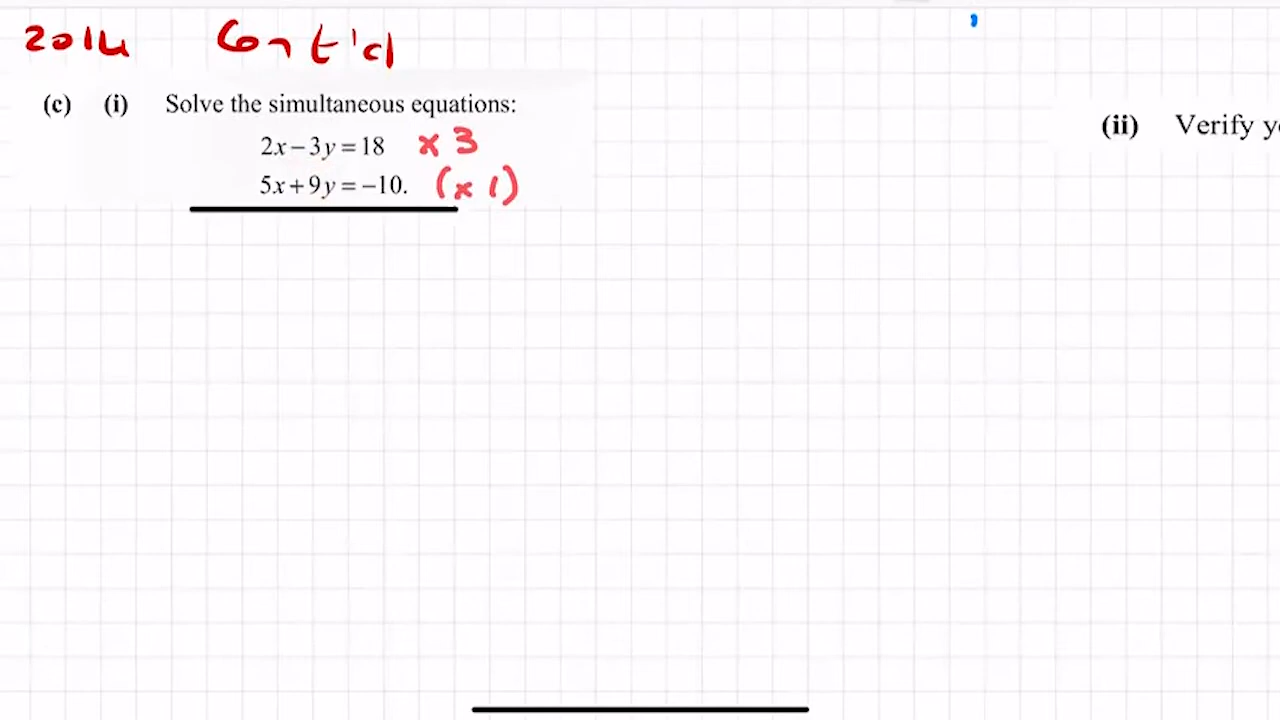 2014 Cont'd
(c) (i) Solve the simultaneous equations:
2x − 3y = 18 × 3
5x + 9y = −10. (× 1)
(ii) Verify